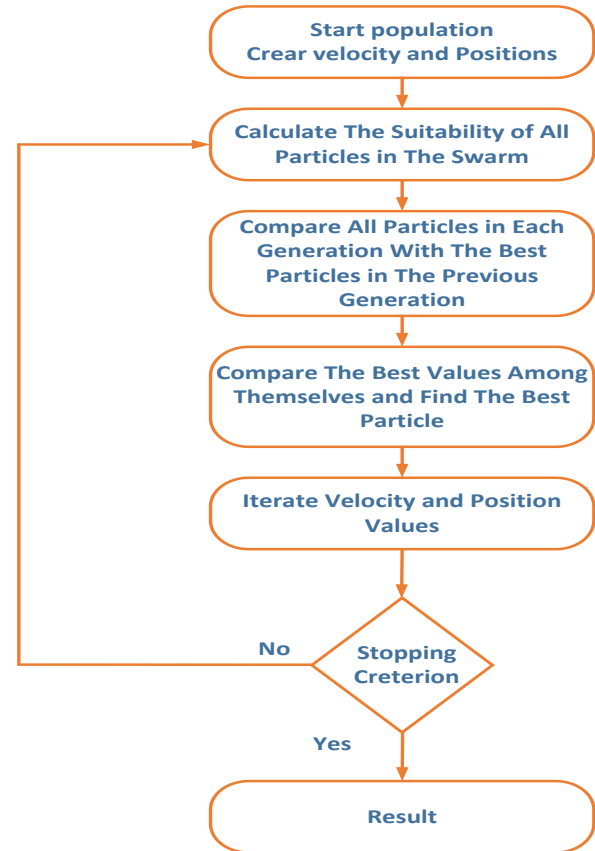 Start population
Crear velocity and Positions
Calculate The Suitability of All
Particles in The Swarm
Compare All Particles in Each
Generation With The Best
Particles in The Previous
Generation
Compare The Best Values Among
Themselves and Find The Best
Particle
Iterate Velocity and Position
Values
No
Stopping
Creterion
Yes
Result